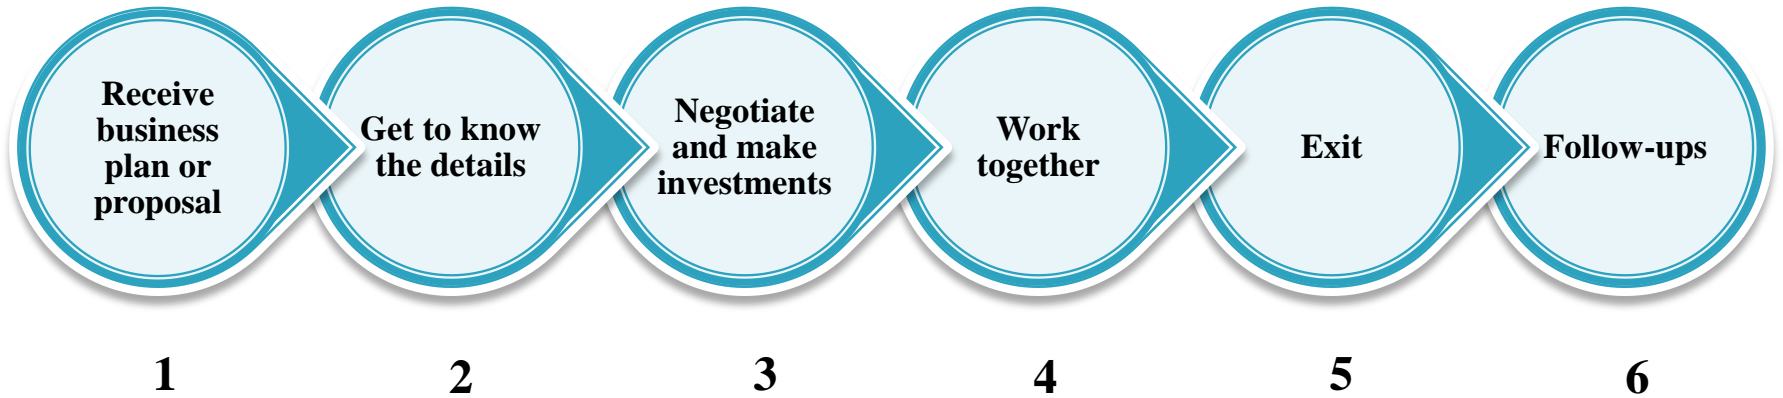 Receive
business
plan or
proposal
Get to know
the details
Negotiate
and make
investments
Work
together
Exit
Follow-ups
1
2
3
4
5
6